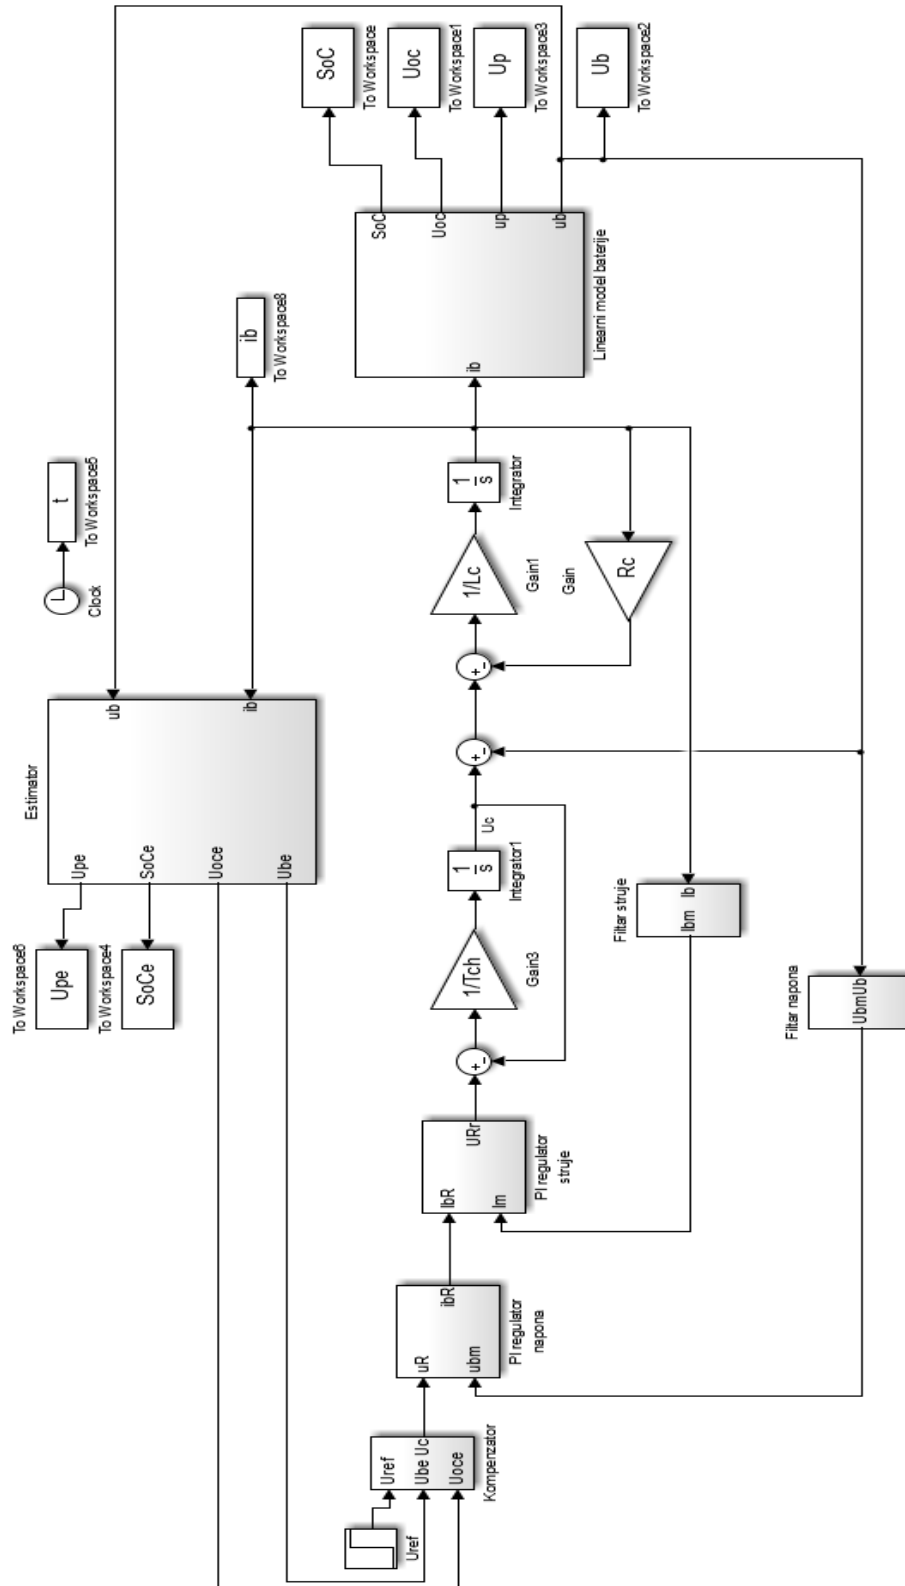 Uref
Uref
Ube Uc
Uoce
Kompenzator
uR
ubm
ibR
PI regulator
napona
IbR
Im
URr
PI regulator
struje
+
-
1/Tch
Gain3
1
s
Integrator1
Uc
+
-
+
-
1/Lc
Gain1
Gain
Rc
1
s
Integrator
ib
SoC
Uoc
up
ub
Linearni model baterije
SoC
To Workspace
Uoc
To Workspace1
Up
To Workspace3
Ub
To Workspace2
ib
To Workspace8
Clock
t
To Workspace5
Estimator
Upe
SoCe
Uoce
Ube
ub
ib
To Workspace6
Upe
To Workspace4
SoCe
Filtar struje
Ibm Ib
Filtar napona
UbmUb